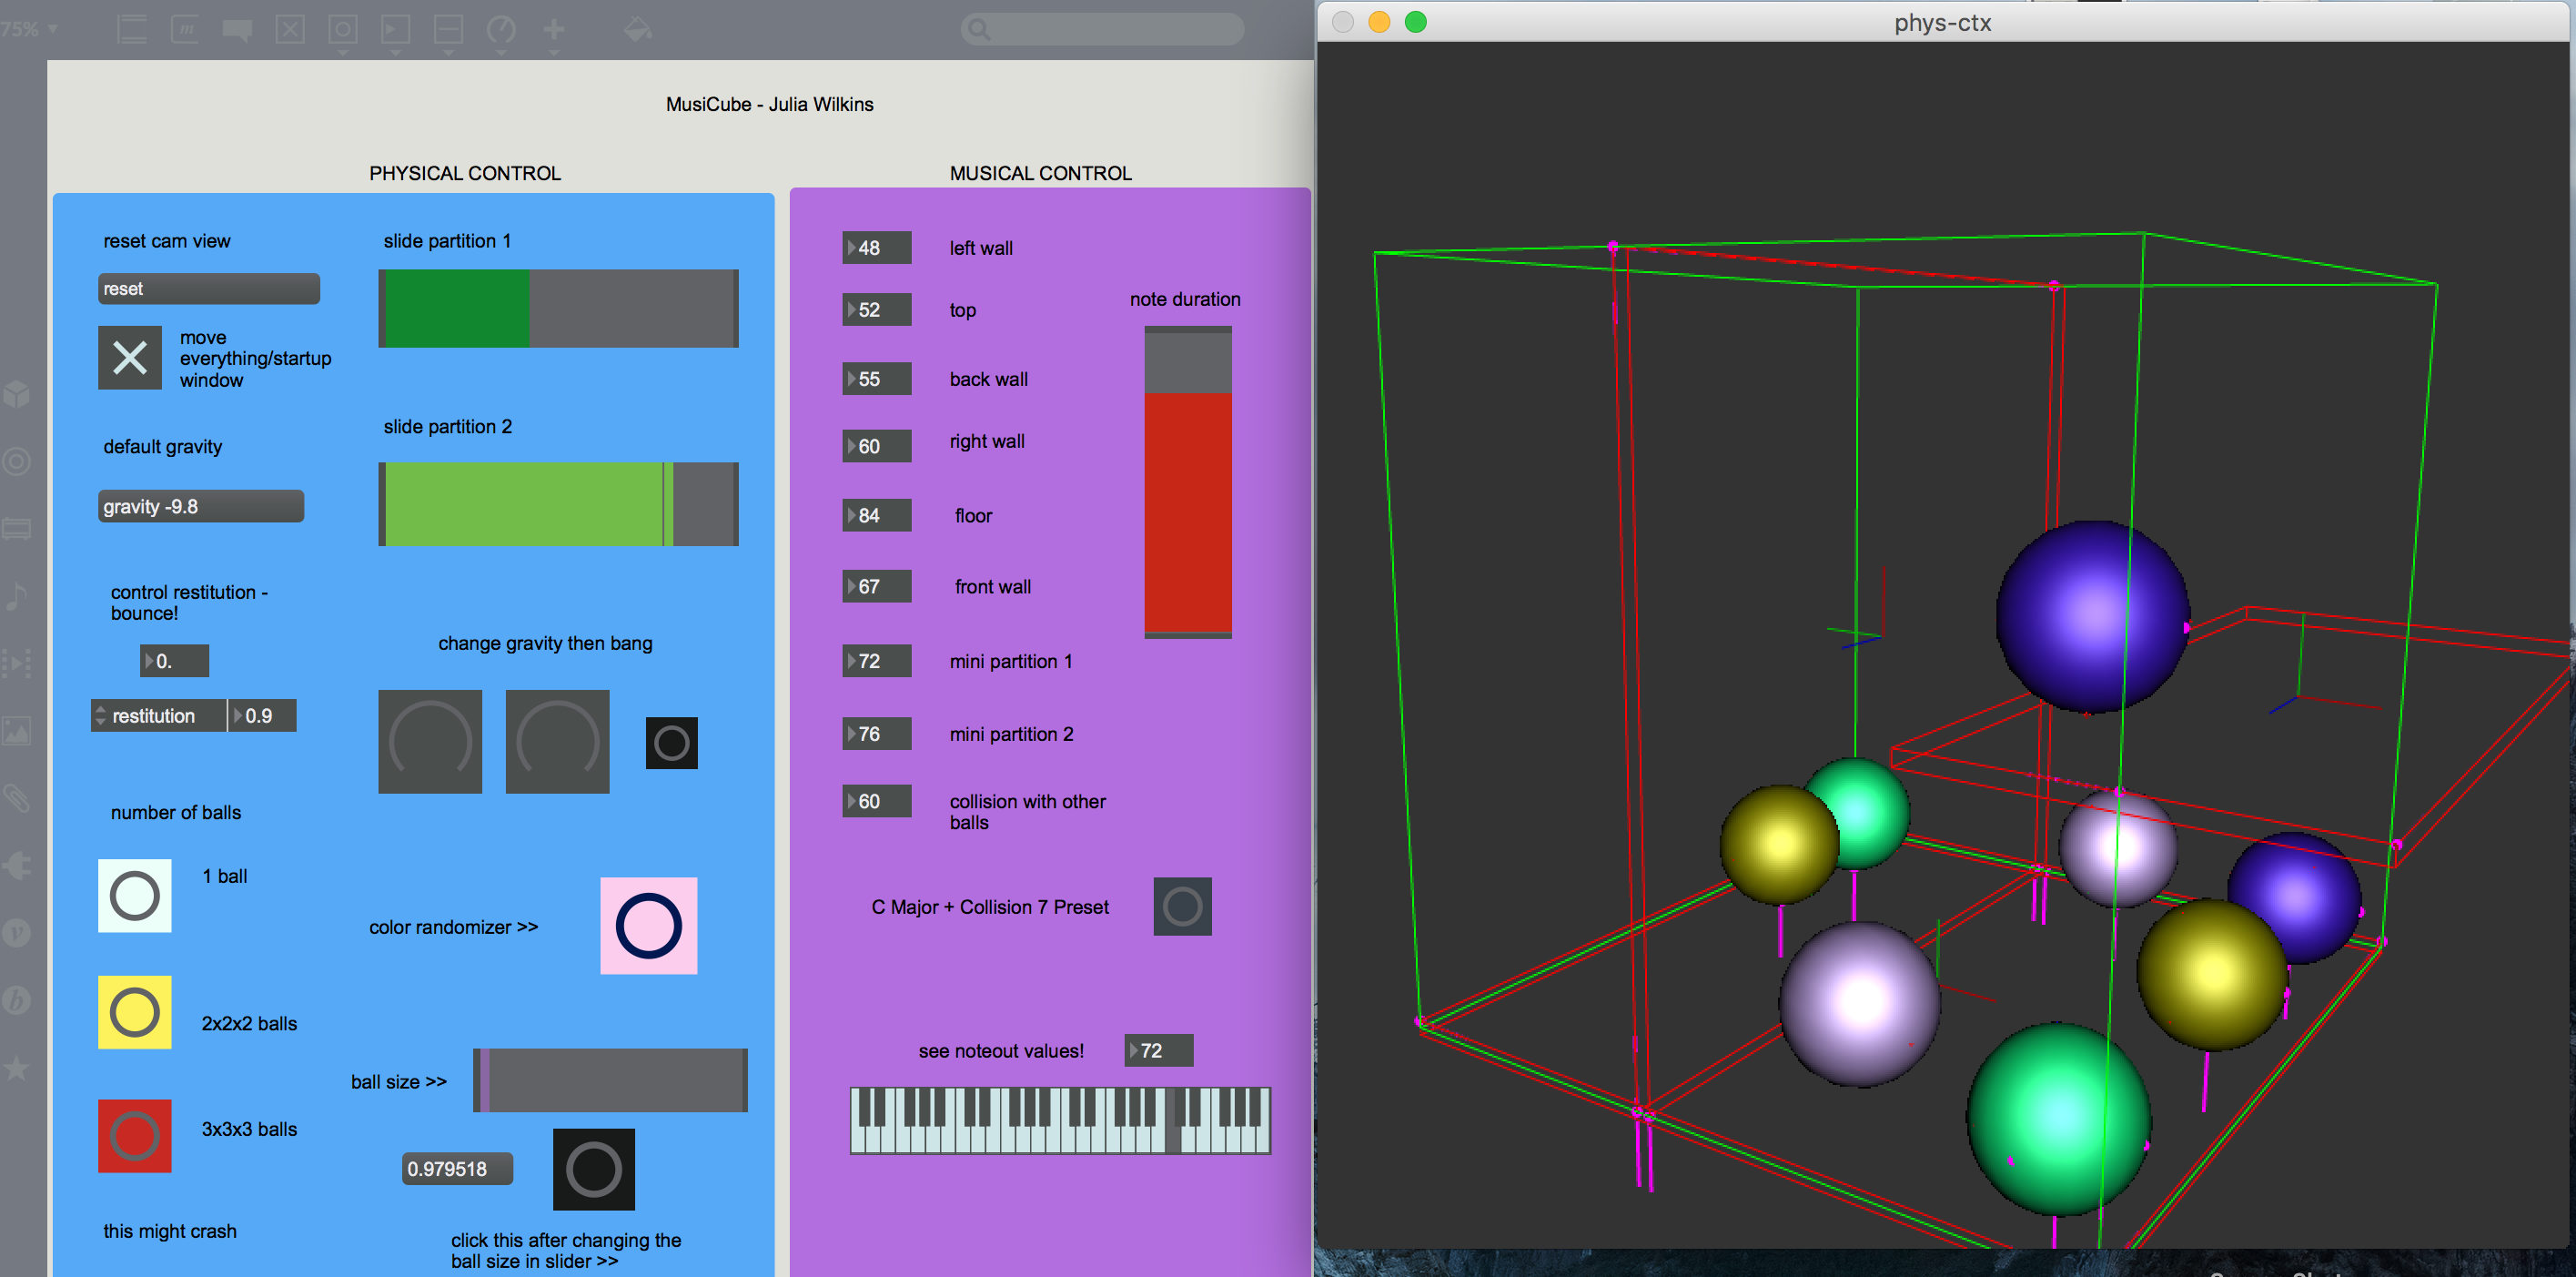 75%
phys-ctx
MusiCube - Julia Wilkins
PHYSICAL CONTROL
MUSICAL CONTROL
reset cam view
reset
move
everything/startup
window
default gravity
gravity -9.8
control restitution -
bounce!
0.
restitution 0.9
number of balls
1 ball
2x2x2 balls
3x3x3 balls
this might crash
slide partition 1
slide partition 2
change gravity then bang
color randomizer >>
ball size >>
0.979518
click this after changing the
ball size in slider >>
48 left wall
52 top
55 back wall
60 right wall
84 floor
67 front wall
72 mini partition 1
76 mini partition 2
60 collision with other
balls
note duration
C Major + Collision 7 Preset
see noteout values! 72